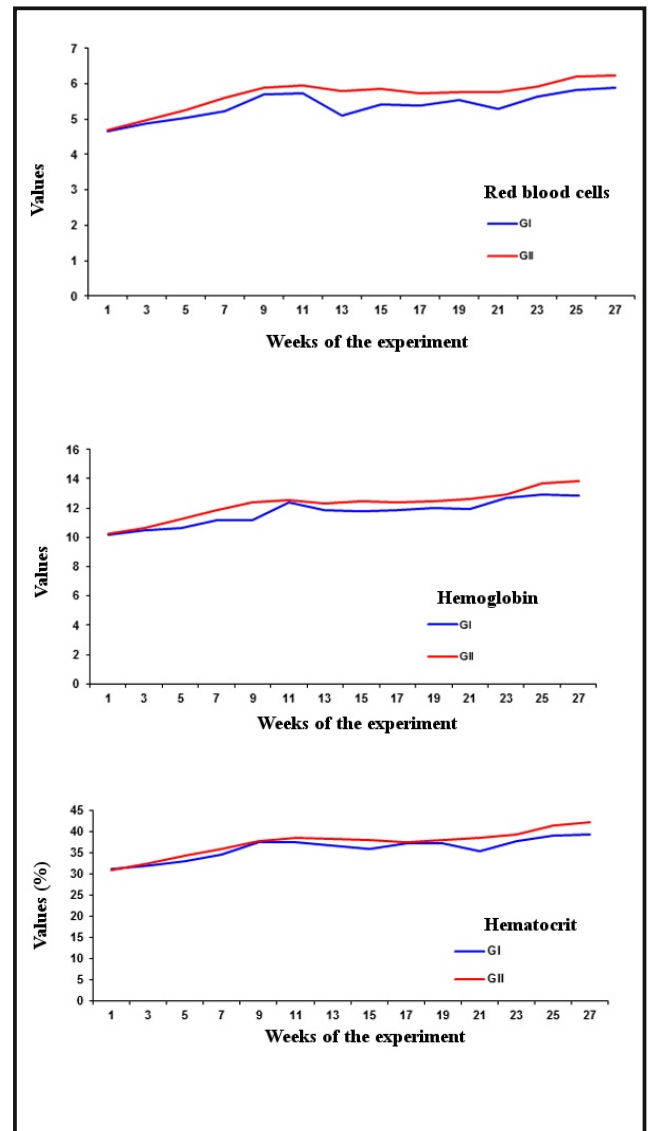 7
6
5
4
3
2
1
0
Values
Red blood cells
GI
GII
1 3 5 7 9 11 13 15 17 19 21 23 25 27
Weeks of the experiment
16
14
12
10
8
6
4
2
0
Values
Hemoglobin
GI
GII
1 3 5 7 9 11 13 15 17 19 21 23 25 27
Weeks of the experiment
45
40
35
30
25
20
15
10
5
0
Values (%)
Hematocrit
GI
GII
1 3 5 7 9 11 13 15 17 19 21 23 25 27
Weeks of the experiment